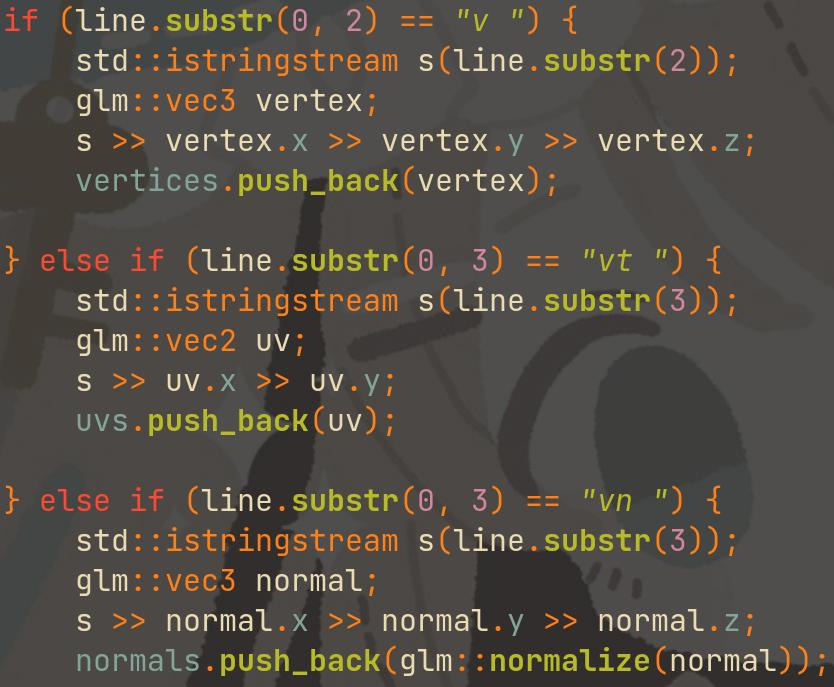 if (line.substr(0, 2) == "v ") {
    std::istringstream s(line.substr(2));
    glm::vec3 vertex;
    s >> vertex.x >> vertex.y >> vertex.z;
    vertices.push_back(vertex);

} else if (line.substr(0, 3) == "vt ") {
    std::istringstream s(line.substr(3));
    glm::vec2 uv;
    s >> uv.x >> uv.y;
    uvs.push_back(uv);

} else if (line.substr(0, 3) == "vn ") {
    std::istringstream s(line.substr(3));
    glm::vec3 normal;
    s >> normal.x >> normal.y >> normal.z;
    normals.push_back(glm::normalize(normal));